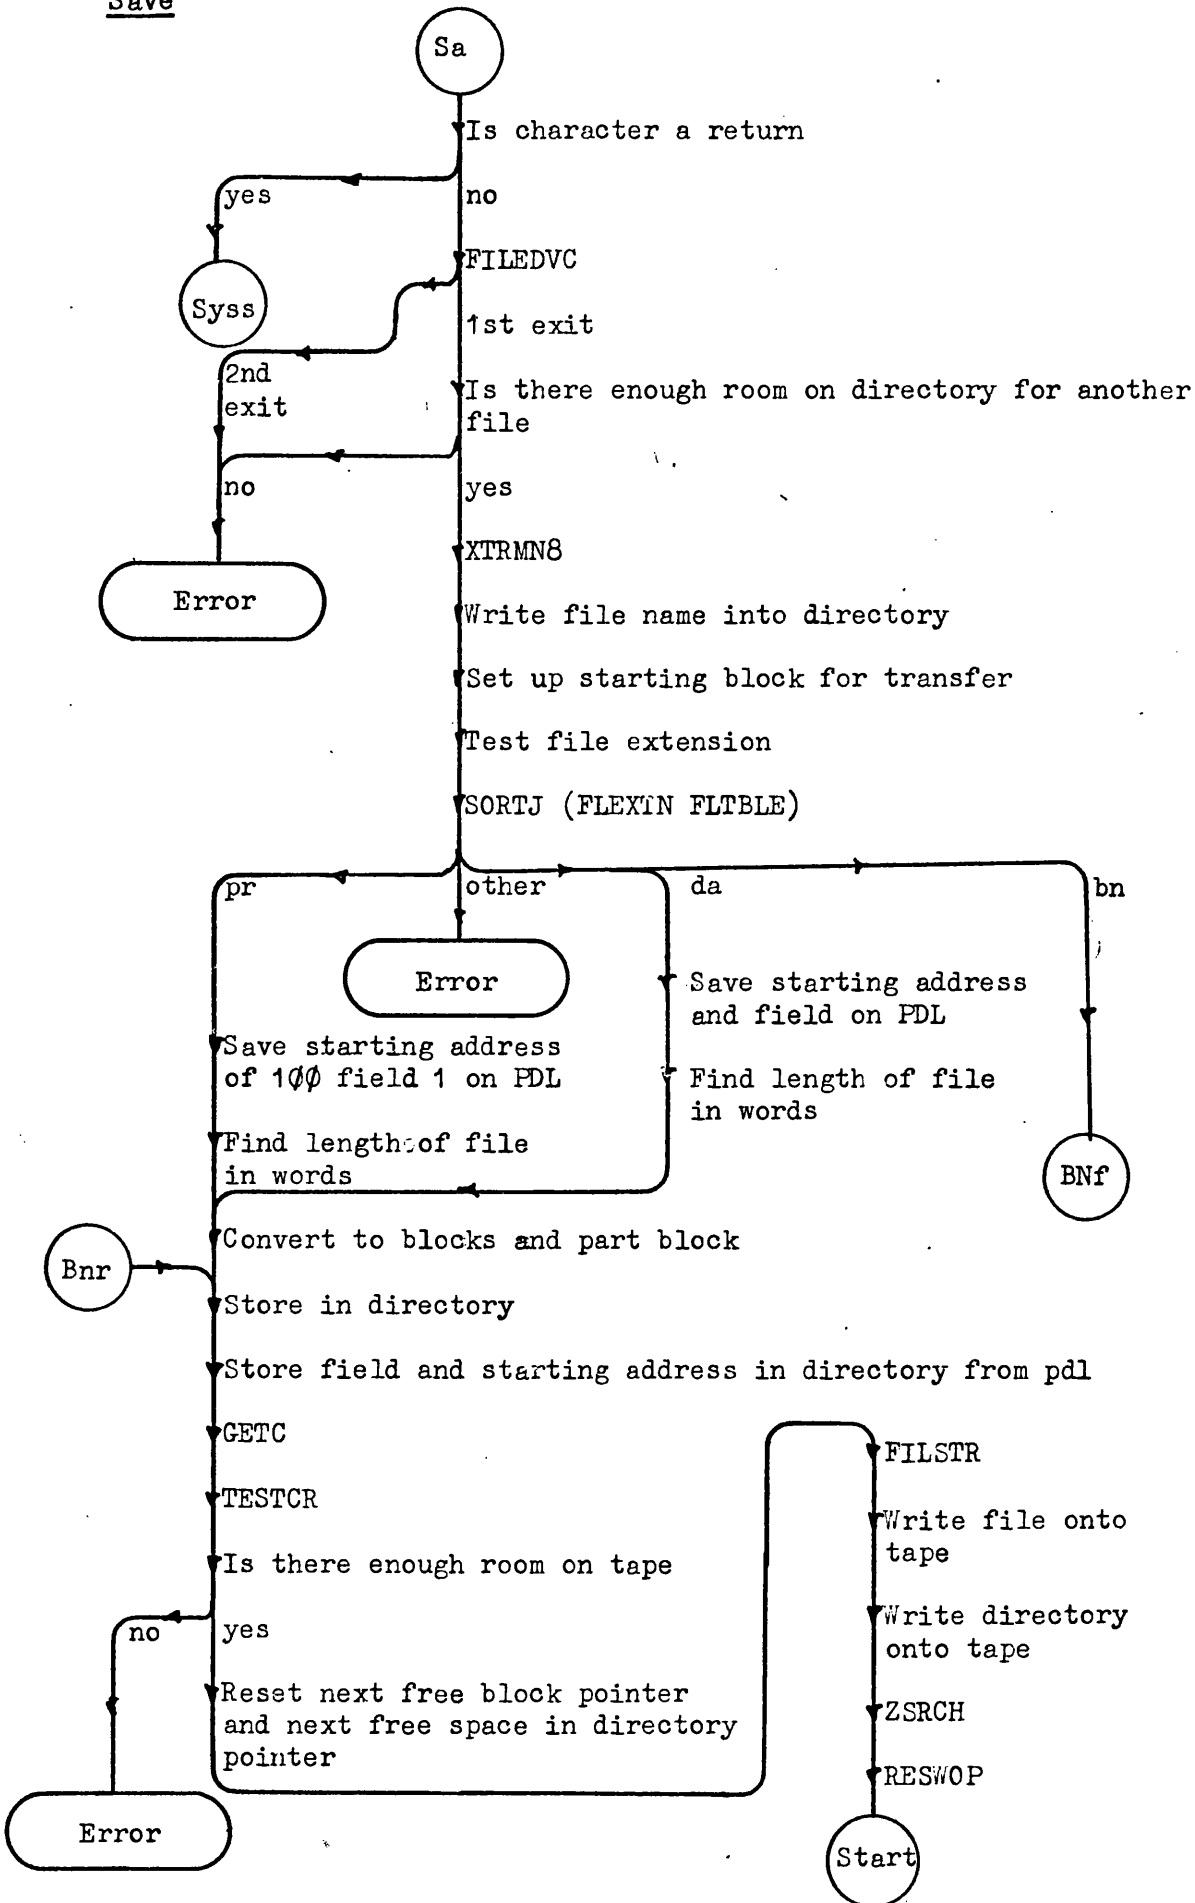 Save
Sa
Is character a return
yes
no
FILEDVC
Syss
1st exit
2nd
exit
Is there enough room on directory for another
file
no
yes
XTRMN8
Error
Write file name into directory
Set up starting block for transfer
Test file extension
SORTJ (FLEXTN FLTBLE)
pr
other
da
bn
Error
Save starting address
and field on PDL
Save starting address
of 1ØØ field 1 on PDL
Find length of file
in words
Find length of file
in words
BNf
Convert to blocks and part block
Bnr
Store in directory
Store field and starting address in directory from pdl
GETC
TESTCR
Is there enough room on tape
no
yes
Reset next free block pointer
and next free space in directory
pointer
Error
FILSTR
Write file onto
tape
Write directory
onto tape
ZSRCH
RESWOP
Start